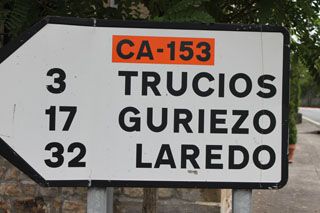 CA-153
3 TRUCIOS
17 GURIEZO
32 LAREDO